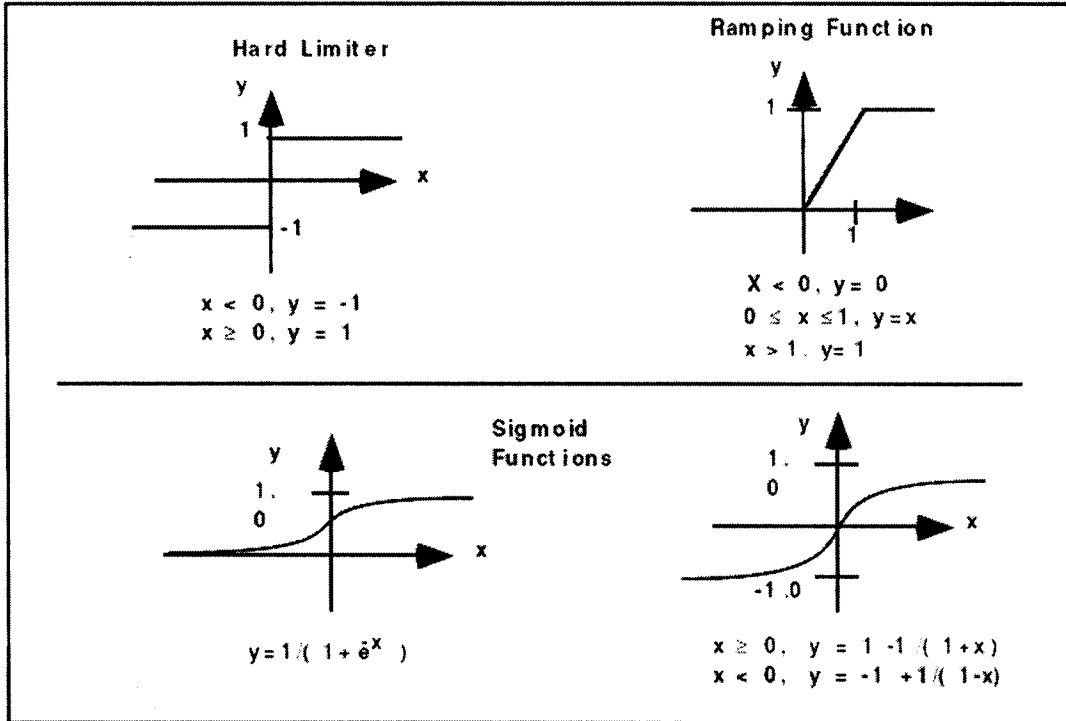 Hard Limiter
y
1
x
-1
x < 0, y = -1
x ≥ 0, y = 1
Ramping Function
y
1
1
X < 0, y= 0
0 ≤ x ≤1, y=x
x > 1. y= 1
Sigmoid
Functions
y
1.
0
x
y=1/( 1+ e^-x )
y
1.
0
x
-1.0
x ≥ 0, y = 1 -1/( 1+x)
x < 0, y = -1 +1/( 1-x)